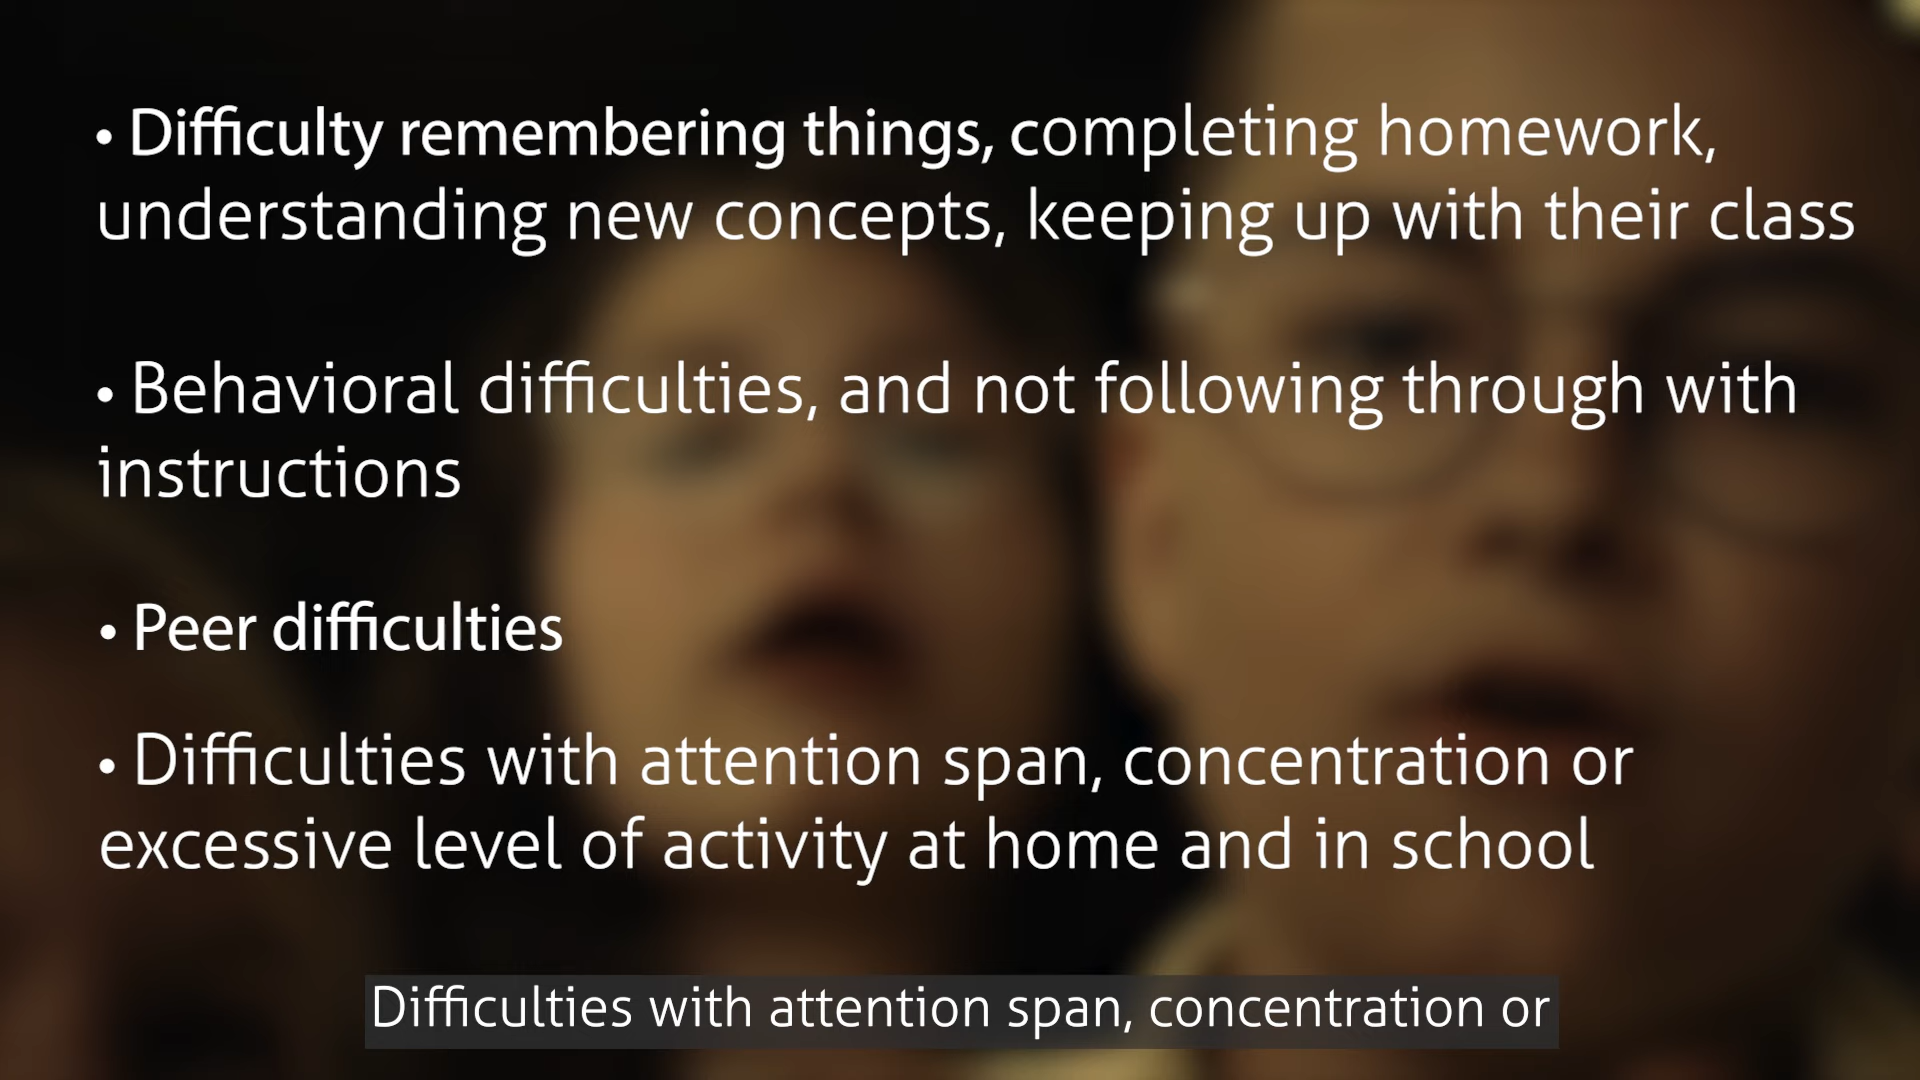 • Difficulty remembering things, completing homework,
understanding new concepts, keeping up with their class
• Behavioral difficulties, and not following through with
instructions
• Peer difficulties
• Difficulties with attention span, concentration or
excessive level of activity at home and in school
Difficulties with attention span, concentration or